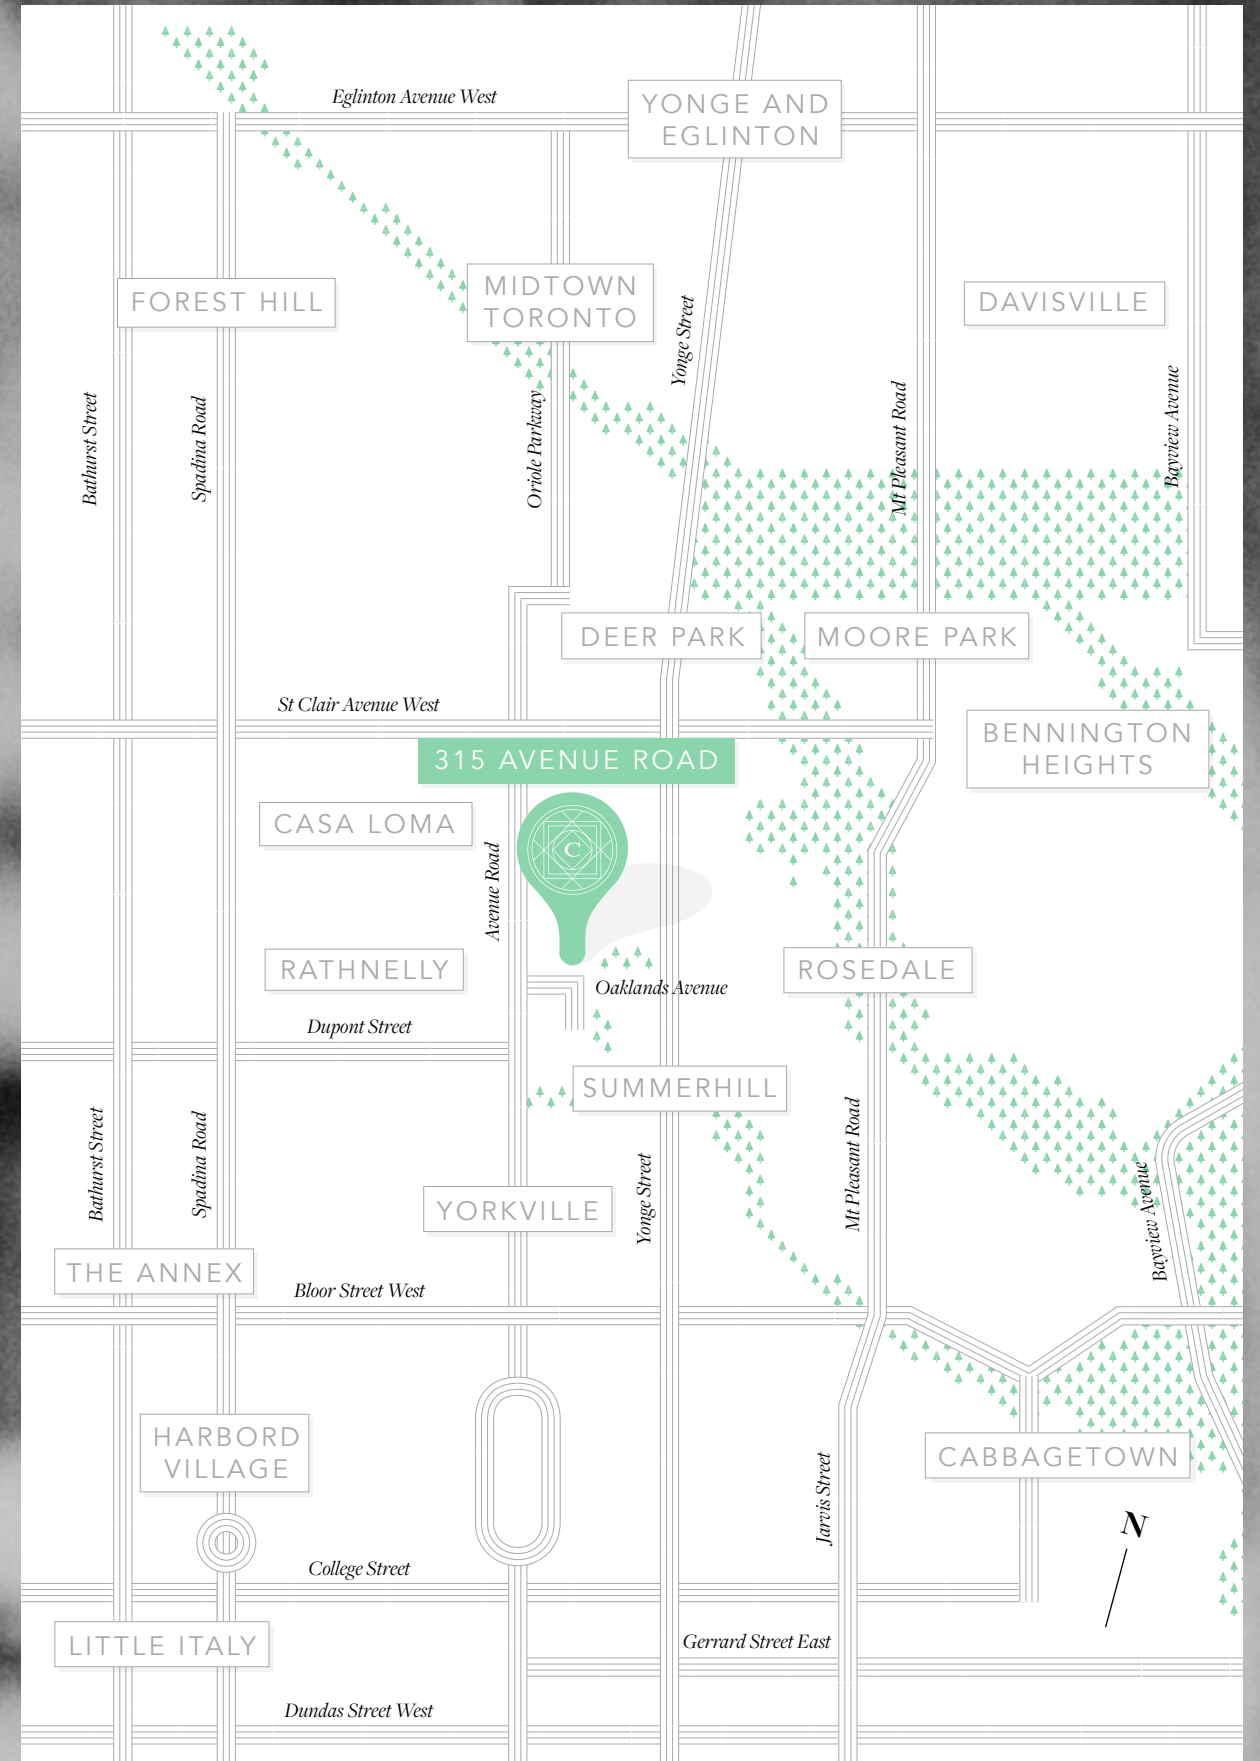 Eglinton Avenue West
YONGE AND
EGLINTON
MIDTOWN
TORONTO
FOREST HILL
DAVISVILLE
Yonge Street
Bathurst Street
Spadina Road
Oriole Parkway
Mt Pleasant Road
Bayview Avenue
DEER PARK
MOORE PARK
St Clair Avenue West
BENNINGTON
HEIGHTS
315 AVENUE ROAD
CASA LOMA
C
Avenue Road
RATHNELLY
ROSEDALE
Oaklands Avenue
Dupont Street
SUMMERHILL
Bathurst Street
Spadina Road
Yonge Street
Mt Pleasant Road
Bayview Avenue
YORKVILLE
THE ANNEX
Bloor Street West
HARBORD
VILLAGE
CABBAGETOWN
Jarvis Street
N
College Street
LITTLE ITALY
Gerrard Street East
Dundas Street West